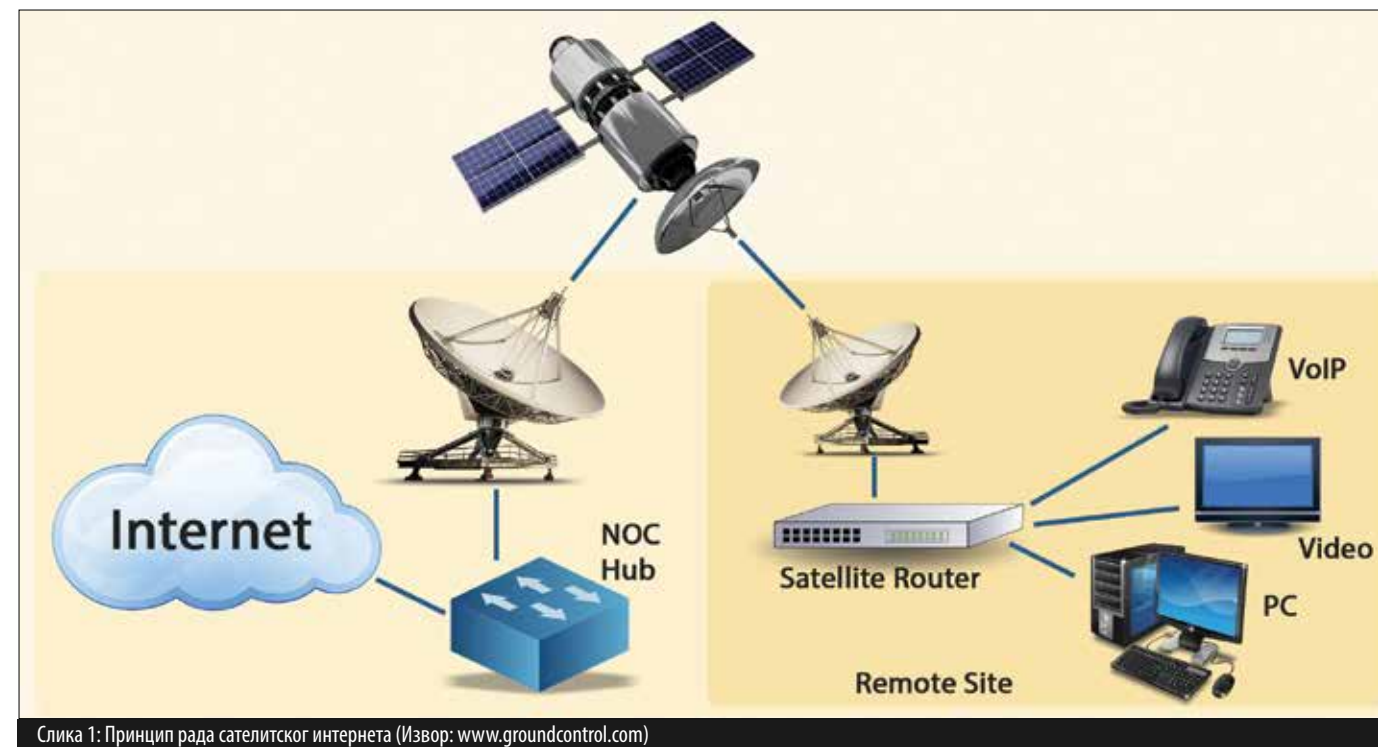 Internet
NOC
Hub
Satellite Router
VoIP
Video
PC
Remote Site
Слика 1: Принцип рада сателитског интернета (Извор: www.groundcontrol.com)